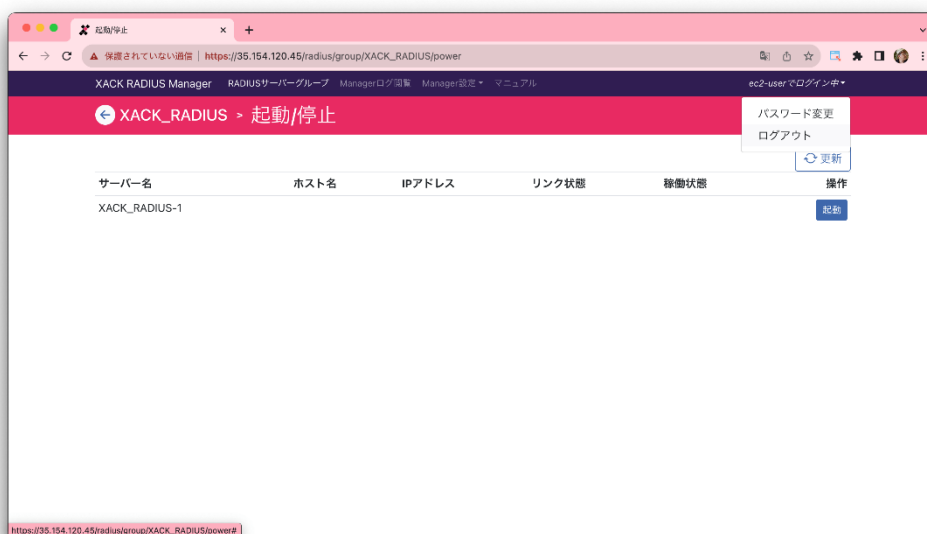 起動/停止
保護されていない通信 | https://35.154.120.45/radius/group/XACK_RADIUS/power
XACK RADIUS Manager RADIUSサーバーグループ Managerログ閲覧 Manager設定 マニュアル ec2-userでログイン中
XACK_RADIUS > 起動/停止
パスワード変更
ログアウト
更新
サーバー名 ホスト名 IPアドレス リンク状態 稼働状態 操作
XACK_RADIUS-1 起動
https://35.154.120.45/radius/group/XACK_RADIUS/power#